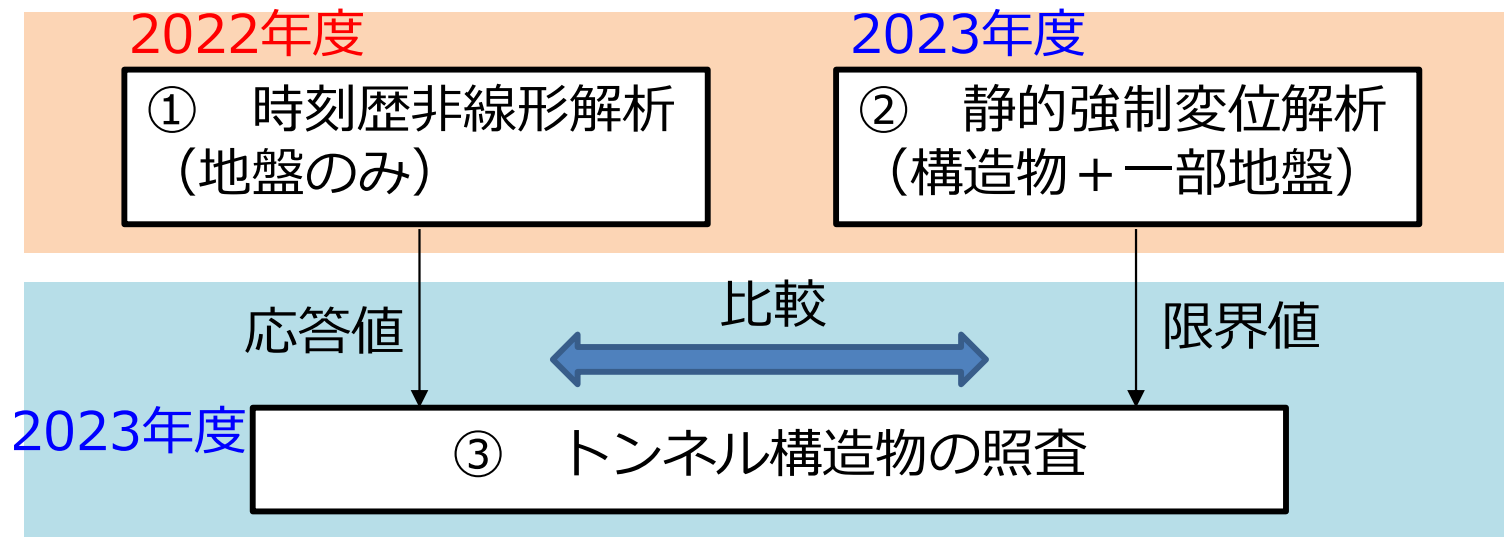 2022年度
① 時刻歴非線形解析
（地盤のみ）
2023年度
② 静的強制変位解析
（構造物＋一部地盤）
応答値
比較
限界値
2023年度
③ トンネル構造物の照査